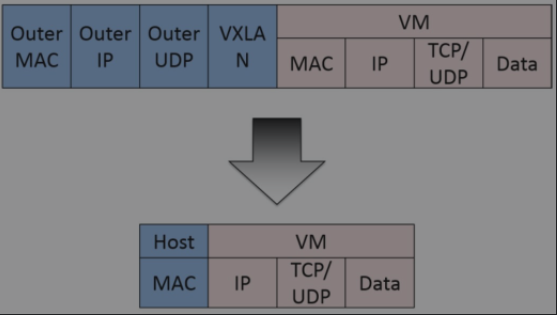 Outer Outer Outer VXLA VM
MAC IP UDP N MAC IP TCP/ Data
UDP
Host VM
MAC IP TCP/ Data
UDP